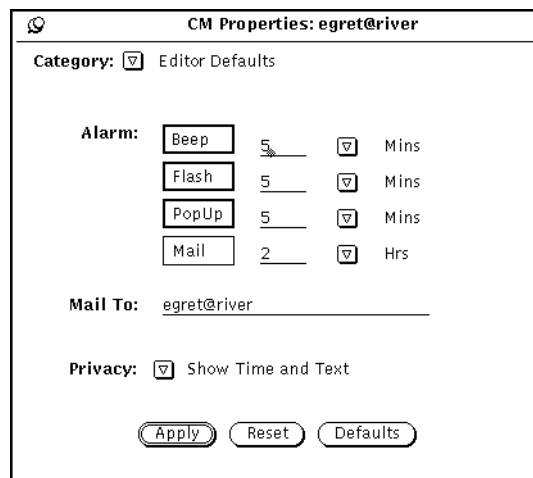 CM Properties: egret@river
Category: Editor Defaults
Alarm: Beep 5 Mins
Flash 5 Mins
PopUp 5 Mins
Mail 2 Hrs
Mail To: egret@river
Privacy: Show Time and Text
Apply Reset Defaults